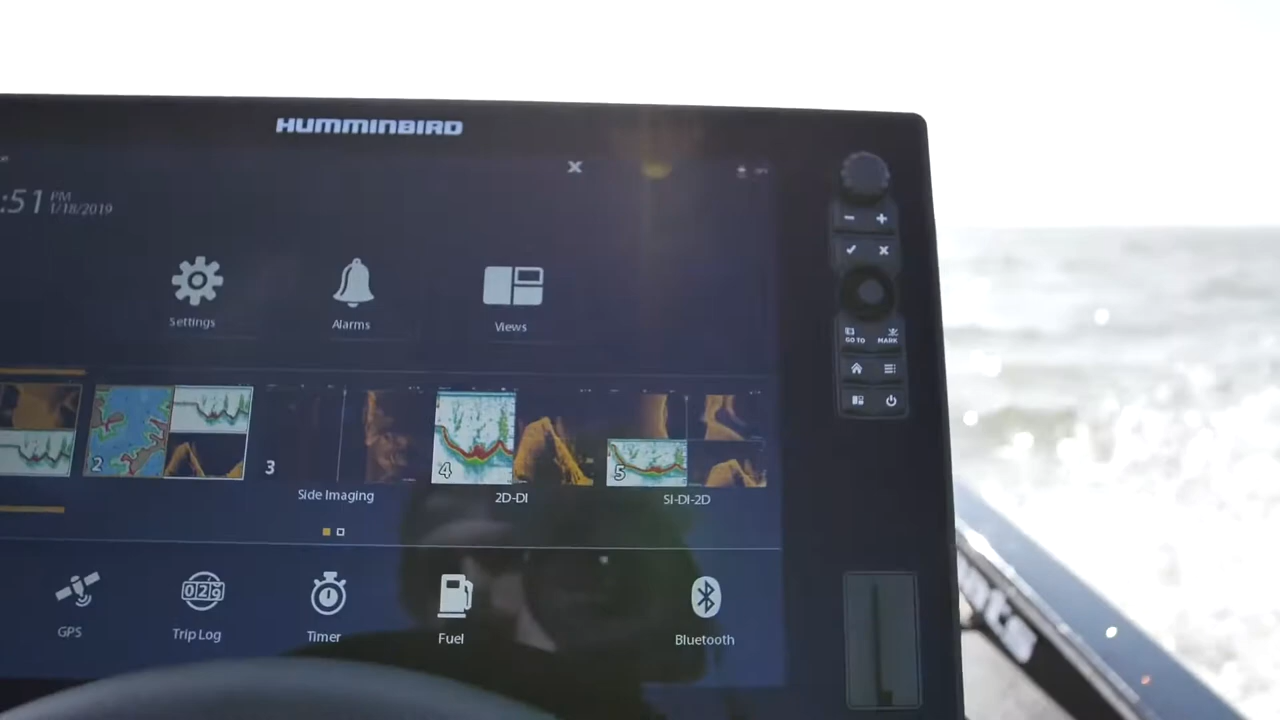 HUMMINBIRD
:51 PM
1/18/2019
Settings
Alarms
Views
GO TO
MARK
2
3
4
5
Side Imaging
2D-DI
SI-DI-2D
029
GPS
Trip Log
Timer
Fuel
Bluetooth